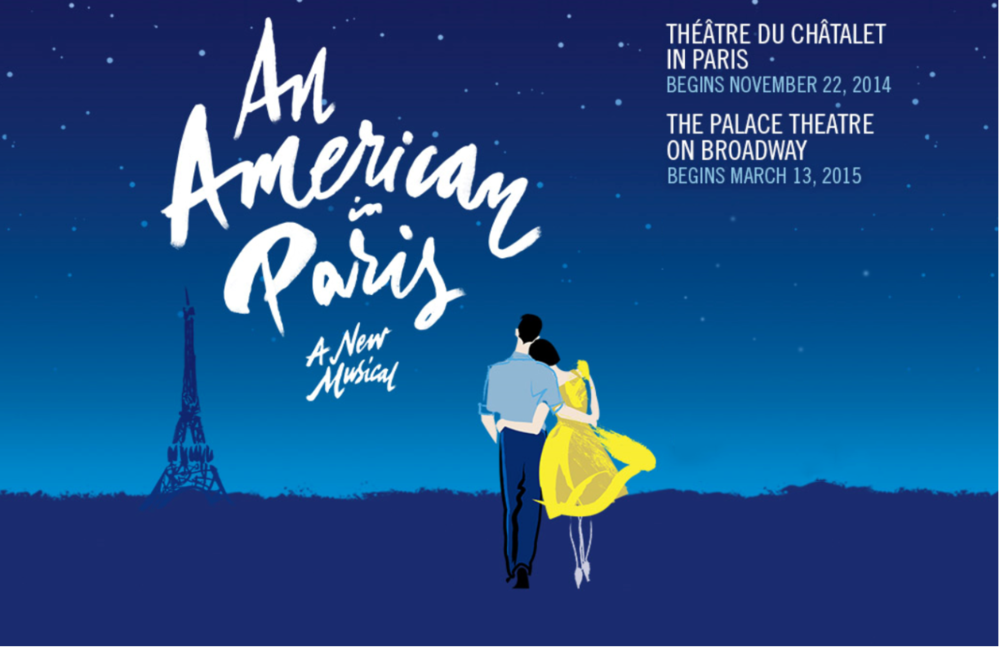 An
American
in
Paris
A New
Musical
THÉÂTRE DU CHÂTALET
IN PARIS
BEGINS NOVEMBER 22, 2014
THE PALACE THEATRE
ON BROADWAY
BEGINS MARCH 13, 2015